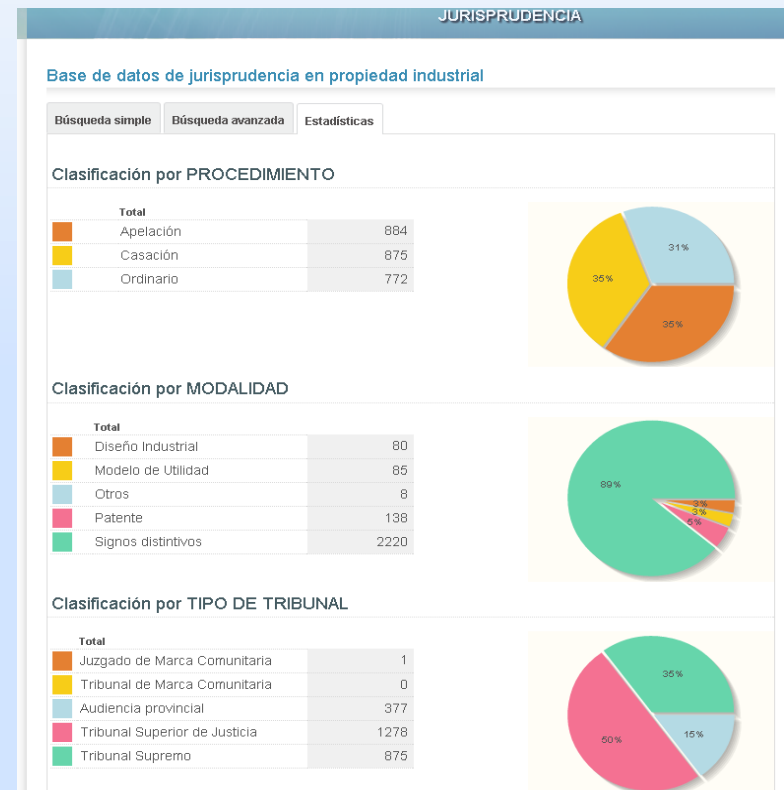 JURISPRUDENCIA
Base de datos de jurisprudencia en propiedad industrial
Búsqueda simple Búsqueda avanzada Estadísticas
Clasificación por PROCEDIMIENTO
Total
Apelación 884
Casación 875
Ordinario 772
31%
35%
35%
Clasificación por MODALIDAD
Total
Diseño Industrial 80
Modelo de Utilidad 85
Otros 8
Patente 138
Signos distintivos 2220
89%
3%
3%
5%
Clasificación por TIPO DE TRIBUNAL
Total
Juzgado de Marca Comunitaria 1
Tribunal de Marca Comunitaria 0
Audiencia provincial 377
Tribunal Superior de Justicia 1278
Tribunal Supremo 875
35%
15%
50%